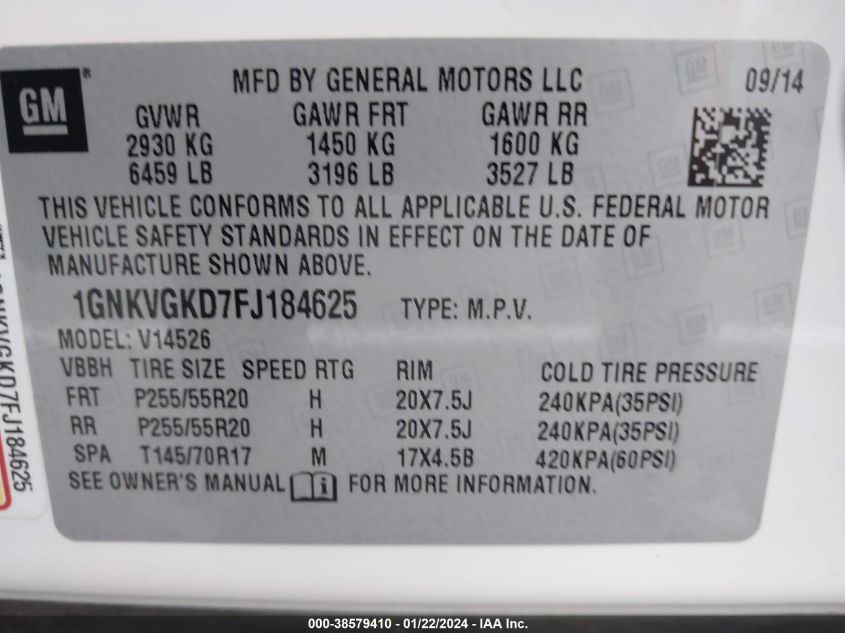 GM ®
MFD BY GENERAL MOTORS LLC 09/14
GVWR GAWR FRT GAWR RR
2930 KG 1450 KG 1600 KG
6459 LB 3196 LB 3527 LB
THIS VEHICLE CONFORMS TO ALL APPLICABLE U.S. FEDERAL MOTOR
VEHICLE SAFETY STANDARDS IN EFFECT ON THE DATE OF
MANUFACTURE SHOWN ABOVE.
1GNKVGKD7FJ184625 TYPE: M.P.V.
MODEL: V14526
VBBH TIRE SIZE SPEED RTG RIM COLD TIRE PRESSURE
FRT P255/55R20 H 20X7.5J 240KPA(35PSI)
RR P255/55R20 H 20X7.5J 240KPA(35PSI)
SPA T145/70R17 M 17X4.5B 420KPA(60PSI)
SEE OWNER'S MANUAL i FOR MORE INFORMATION.
1GNKVGKD7FJ184625
000-38579410 - 01/22/2024 - IAA Inc.